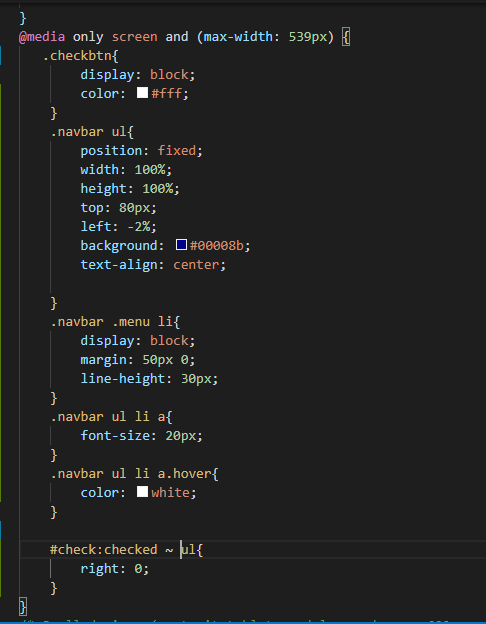 }
@media only screen and (max-width: 539px) {
.checkbtn{
display: block;
color: #fff;
}
.navbar ul{
position: fixed;
width: 100%;
height: 100%;
top: 80px;
left: -2%;
background: #00008b;
text-align: center;
}
.navbar .menu li{
display: block;
margin: 50px 0;
line-height: 30px;
}
.navbar ul li a{
font-size: 20px;
}
.navbar ul li a.hover{
color: white;
}
#check:checked ~ ul{
right: 0;
}
}